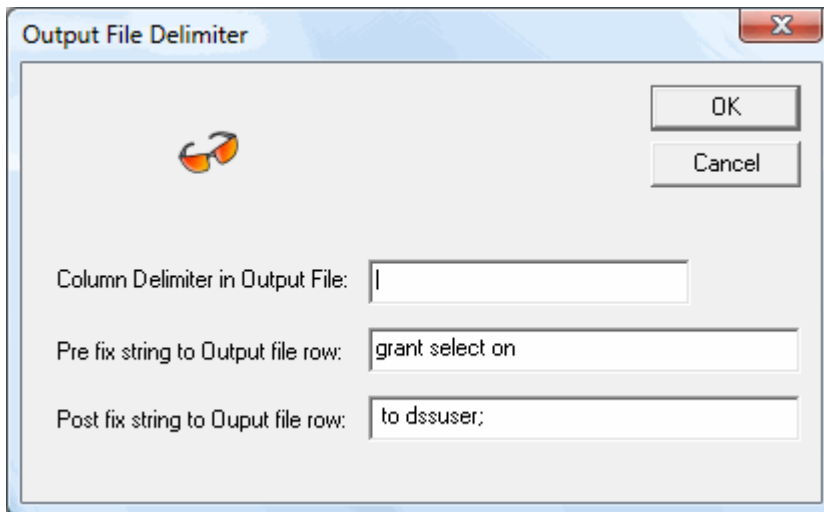 Output File Delimiter
OK
Cancel
Column Delimiter in Output File:
Pre fix string to Output file row: grant select on
Post fix string to Ouput file row: to dssuser;